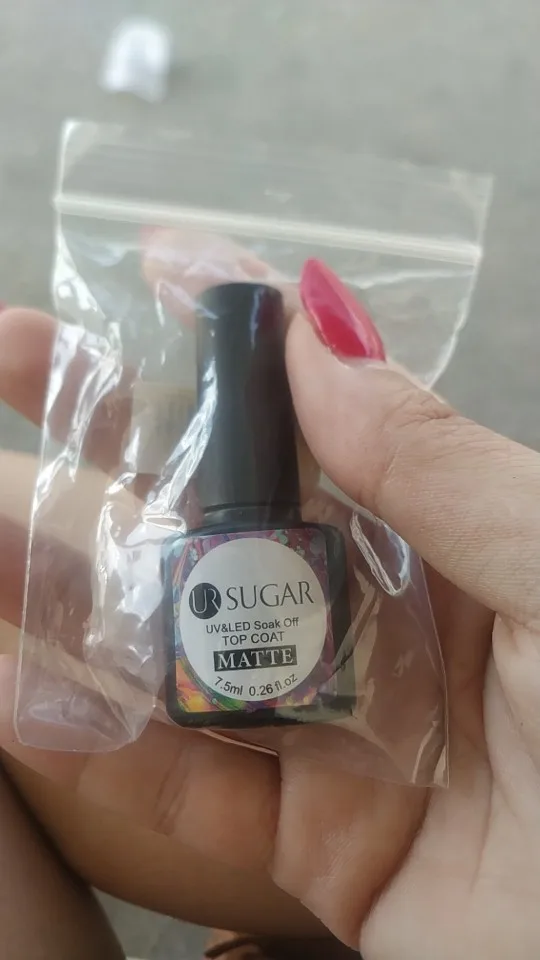 UR SUGAR
UV&LED Soak Off
TOP COAT
MATTE
7.5ml 0.26 fl.oz